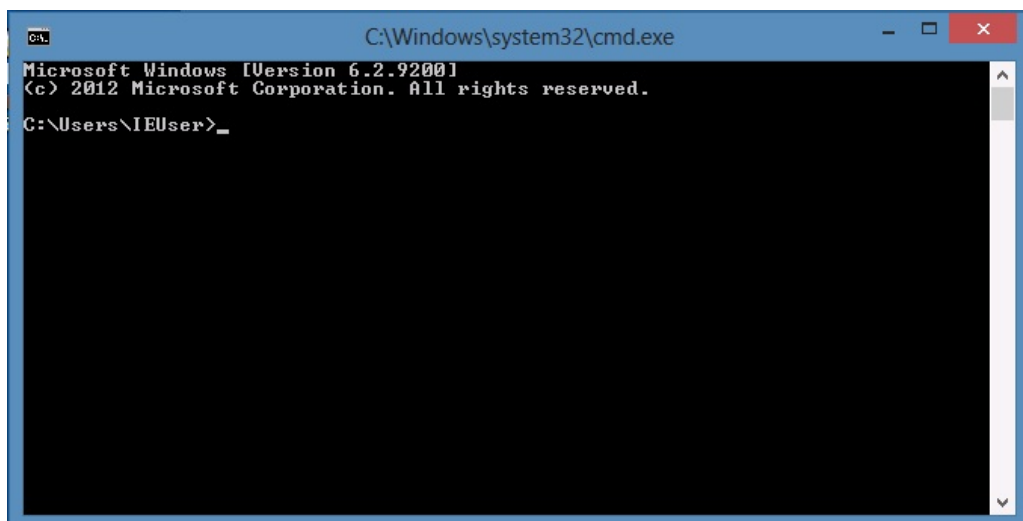 C:\Windows\system32\cmd.exe
Microsoft Windows [Version 6.2.9200]
(c) 2012 Microsoft Corporation. All rights reserved.
C:\Users\IEUser>_